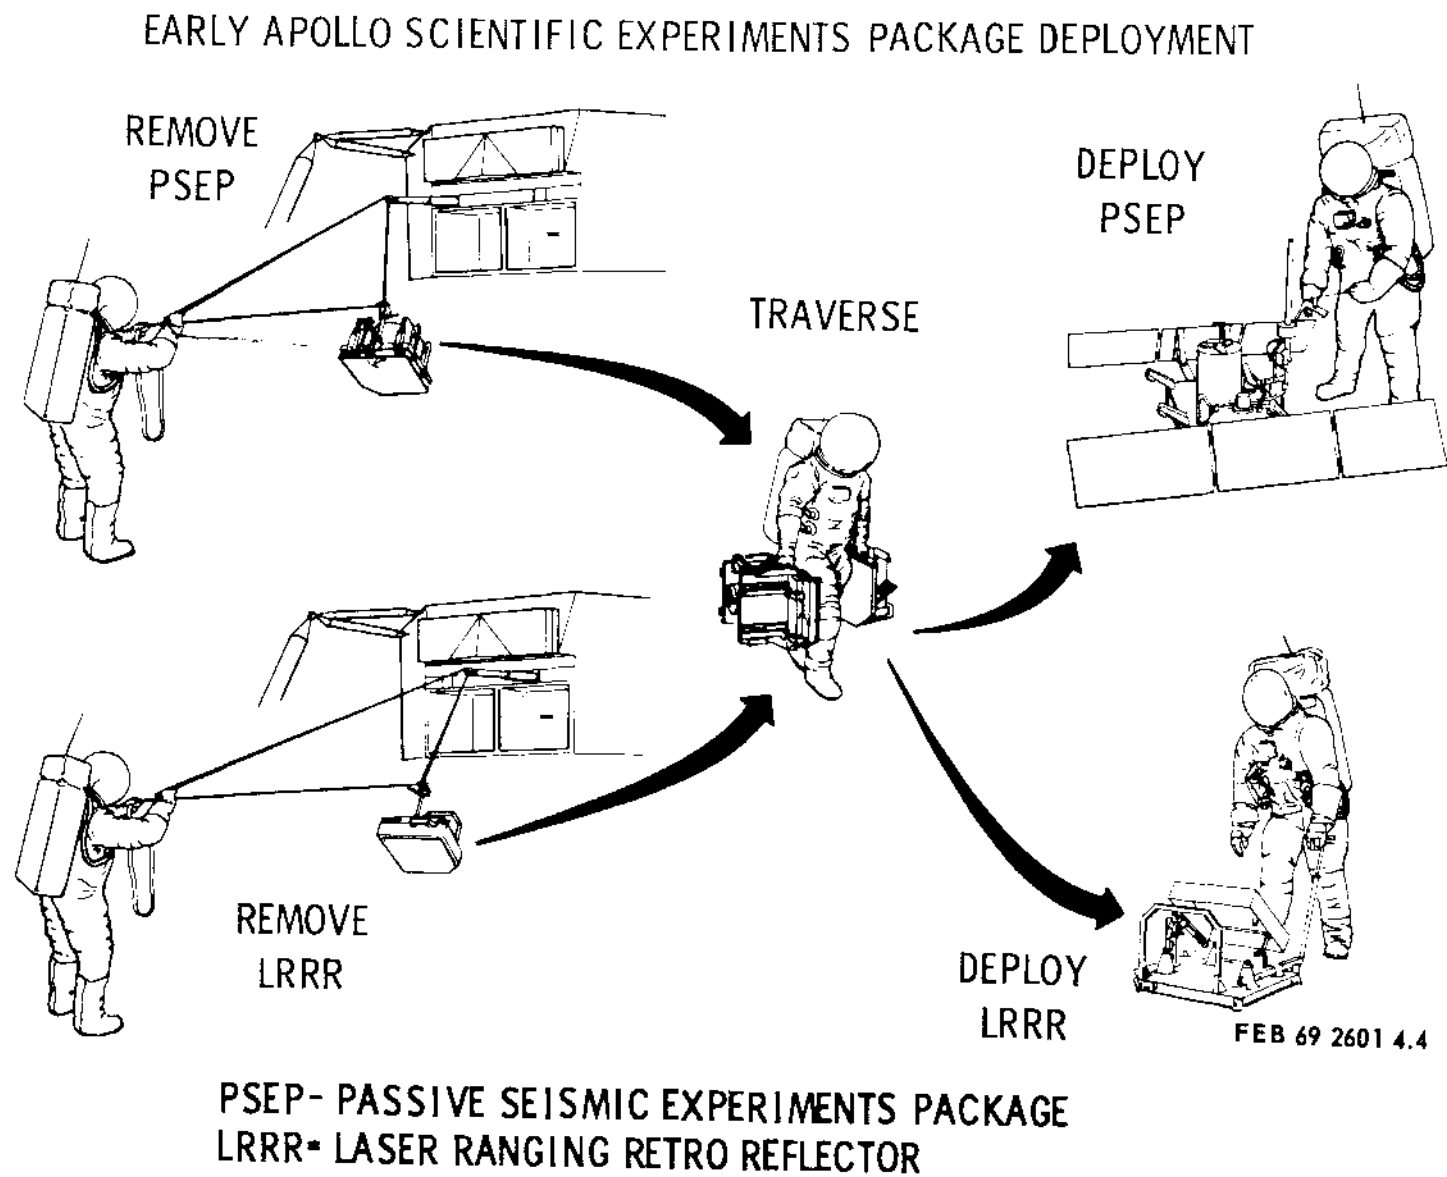 EARLY APOLLO SCIENTIFIC EXPERIMENTS PACKAGE DEPLOYMENT
REMOVE
PSEP
DEPLOY
PSEP
TRAVERSE
REMOVE
LRRR
DEPLOY
LRRR
FEB 69 2601 4.4
PSEP- PASSIVE SEISMIC EXPERIMENTS PACKAGE
LRRR= LASER RANGING RETRO REFLECTOR